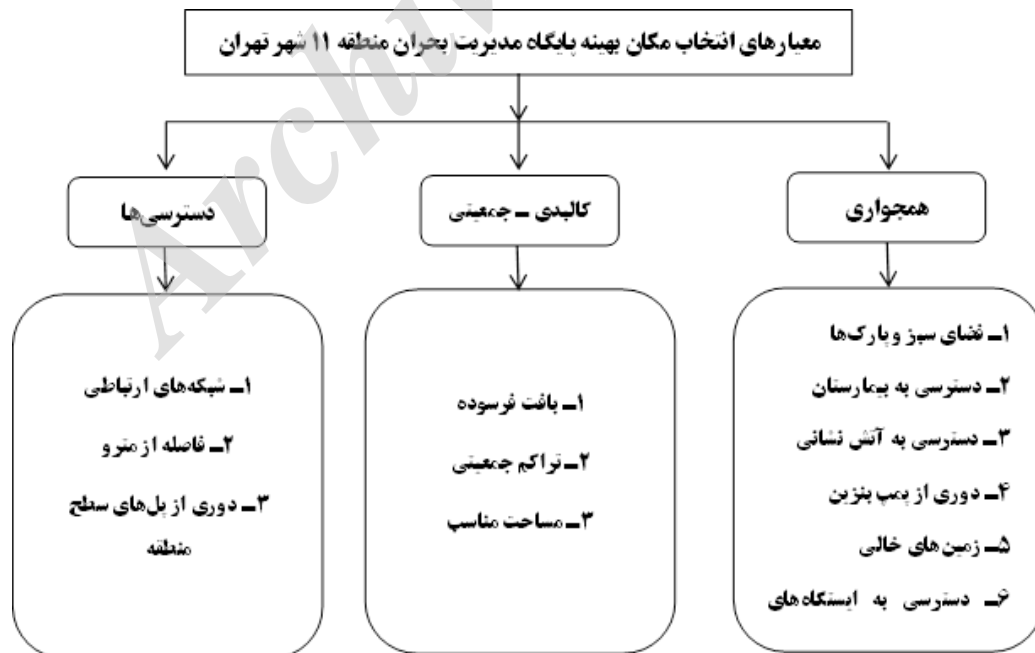 معیارهای انتخاب مکان بهینه پایگاه مدیریت بحران منطقه ۱۱ شهر تهران
همجواری
۱ـ فضای سبز وپارک‌ها
۲ـ دسترسی به بیمارستان
۳ـ دسترسی به آتش نشانی
۴ـ دوری از پمپ بنزین
۵ـ زمین‌های خالی
۶ـ دسترسی به ایستگاه‌های
کالبدی ـ جمعیتی
۱ـ بافت فرسوده
۲ـ تراکم جمعیتی
۳ـ مساحت مناسب
دسترسی‌ها
۱ـ شبکه‌های ارتباطی
۲ـ فاصله از مترو
۳ـ دوری از پل‌های سطح
منطقه